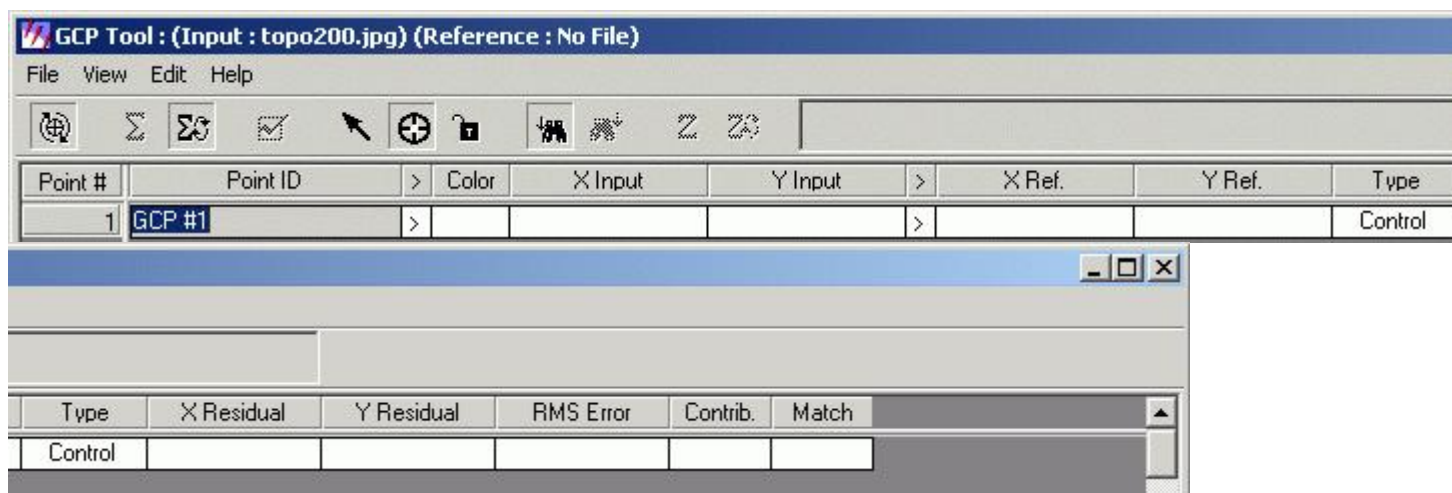 GCP Tool : (Input : topo200.jpg) (Reference : No File)
File View Edit Help
Σ Σ Z Z
Point # Point ID > Color X Input Y Input > X Ref. Y Ref. Type
1 GCP #1 > > Control
Type X Residual Y Residual RMS Error Contrib. Match
Control